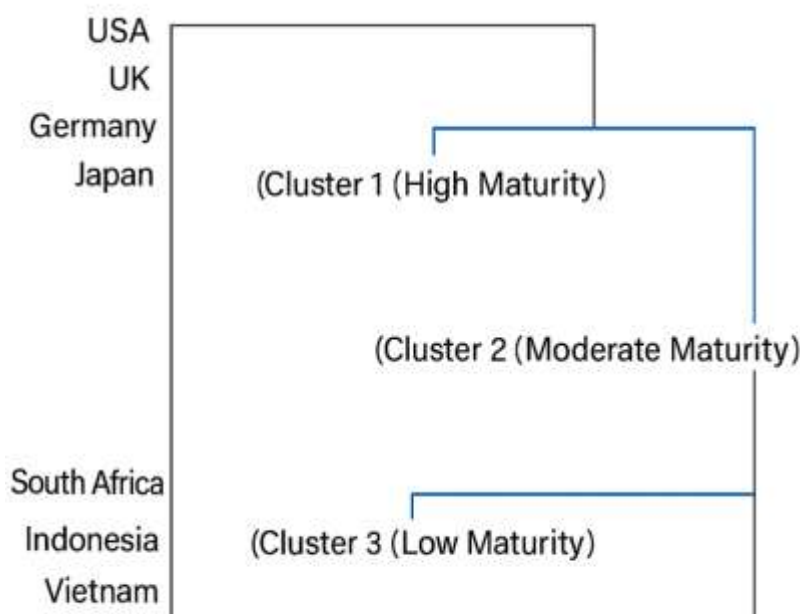 USA
UK
Germany
Japan
(Cluster 1 (High Maturity)
(Cluster 2 (Moderate Maturity)
South Africa
Indonesia
(Cluster 3 (Low Maturity)
Vietnam